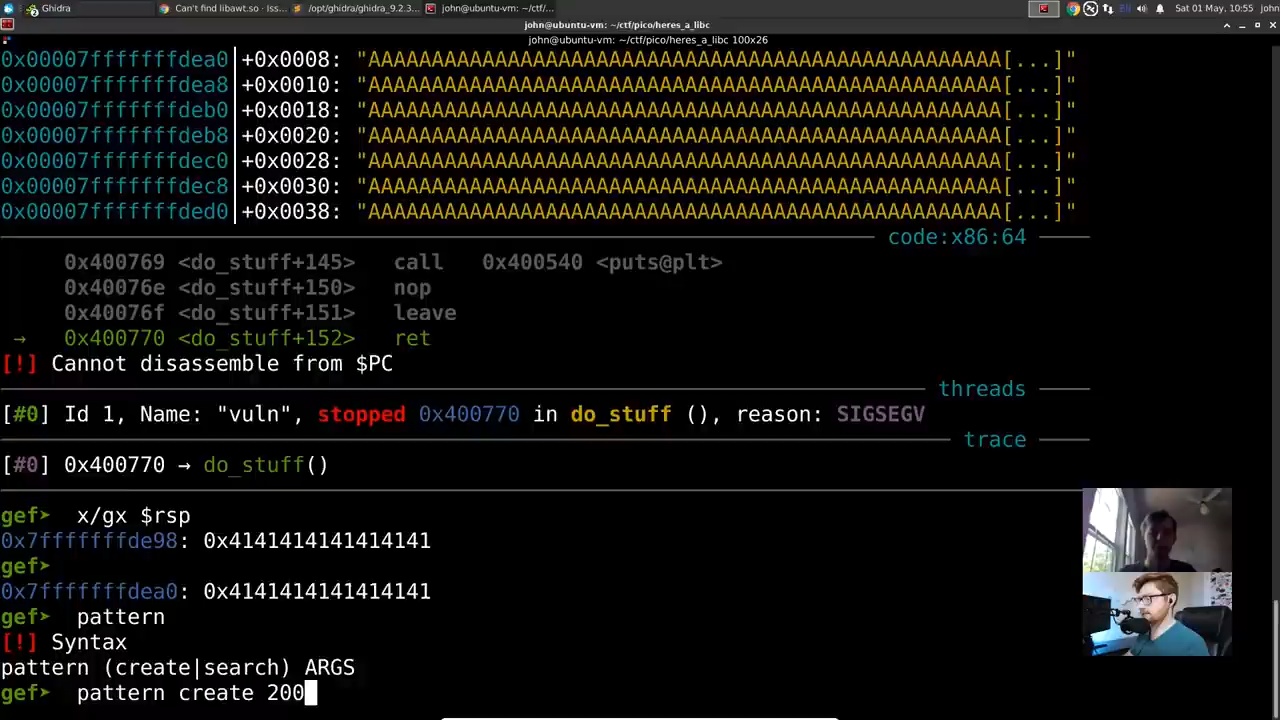 Ghidra
Can't find libawt.so · Iss...
/opt/ghidra/ghidra_9.2.3...
john@ubuntu-vm: ~/ctf/...
Sat 01 May, 10:55 john
john@ubuntu-vm: ~/ctf/pico/heres_a_libc
john@ubuntu-vm: ~/ctf/pico/heres_a_libc 100x26
0x00007fffffffdea0|+0x0008: "AAAAAAAAAAAAAAAAAAAAAAAAAAAAAAAAAAAAAAAAAAAAAAAAAA[...]"
0x00007fffffffdea8|+0x0010: "AAAAAAAAAAAAAAAAAAAAAAAAAAAAAAAAAAAAAAAAAAAAAAAAAA[...]"
0x00007fffffffdeb0|+0x0018: "AAAAAAAAAAAAAAAAAAAAAAAAAAAAAAAAAAAAAAAAAAAAAAAAAA[...]"
0x00007fffffffdeb8|+0x0020: "AAAAAAAAAAAAAAAAAAAAAAAAAAAAAAAAAAAAAAAAAAAAAAAAAA[...]"
0x00007fffffffdec0|+0x0028: "AAAAAAAAAAAAAAAAAAAAAAAAAAAAAAAAAAAAAAAAAAAAAAAAAA[...]"
0x00007fffffffdec8|+0x0030: "AAAAAAAAAAAAAAAAAAAAAAAAAAAAAAAAAAAAAAAAAAAAAAAAAA[...]"
0x00007fffffffded0|+0x0038: "AAAAAAAAAAAAAAAAAAAAAAAAAAAAAAAAAAAAAAAAAAAAAAAAAA[...]"
code:x86:64
0x400769 <do_stuff+145> call 0x400540 <puts@plt>
0x40076e <do_stuff+150> nop
0x40076f <do_stuff+151> leave
→ 0x400770 <do_stuff+152> ret
[!] Cannot disassemble from $PC
threads
[#0] Id 1, Name: "vuln", stopped 0x400770 in do_stuff (), reason: SIGSEGV
trace
[#0] 0x400770 → do_stuff()
gef➤ x/gx $rsp
0x7fffffffde98: 0x4141414141414141
gef➤
0x7fffffffdea0: 0x4141414141414141
gef➤ pattern
[!] Syntax
pattern (create|search) ARGS
gef➤ pattern create 200